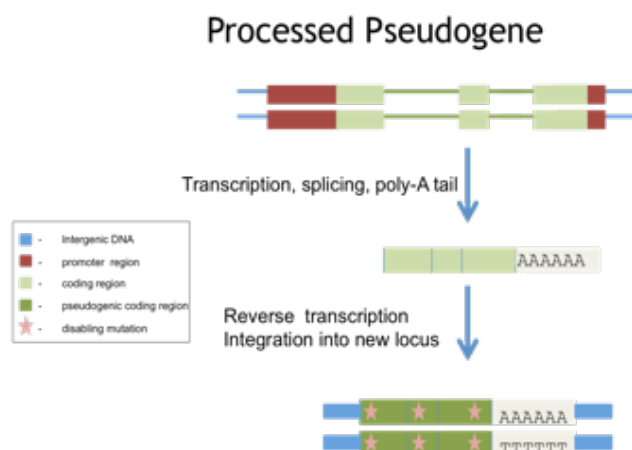 Processed Pseudogene
Transcription, splicing, poly-A tail
- Intergenic DNA
- promoter region
- coding region
- pseudogenic coding region
- disabling mutation
AAAAAA
Reverse transcription
Integration into new locus
AAAAAA
TTTTTT